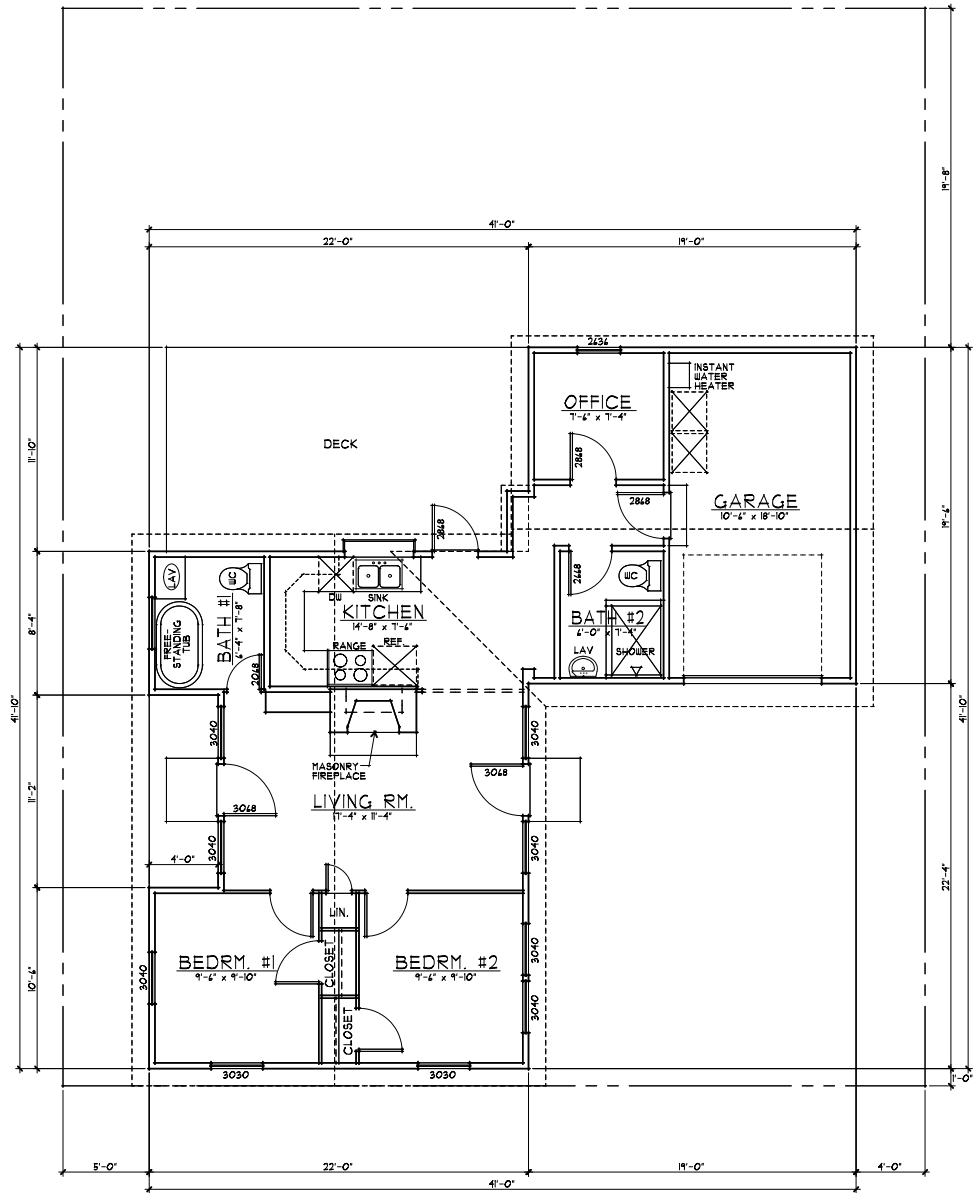 19'-8"
41'-0"
22'-0"
19'-0"
2636
INSTANT
WATER
HEATER
OFFICE
7'-6" x 7'-4"
DECK
11'-10"
2868
2868
GARAGE
10'-6" x 18'-10"
19'-6"
2868
LAV
WC
DW
SINK
KITCHEN
14'-8" x 7'-6"
8'-4"
BATH #1
6'-4" x 7'-8"
FREE-
STANDING
TUB
2668
WC
BATH #2
6'-0" x 7'-4"
RANGE
REF.
LAV
SHOWER
2068
41'-10"
41'-10"
3040
3040
MASONRY
FIREPLACE
3068
3068
11'-2"
LIVING RM.
17'-4" x 11'-4"
3040
3040
4'-0"
22'-4"
LIN.
BEDRM. #1
9'-6" x 9'-10"
CLOSET
BEDRM. #2
9'-6" x 9'-10"
3040
3040
10'-6"
3040
CLOSET
3030
3030
1'-0"
5'-0"
22'-0"
19'-0"
4'-0"
41'-0"